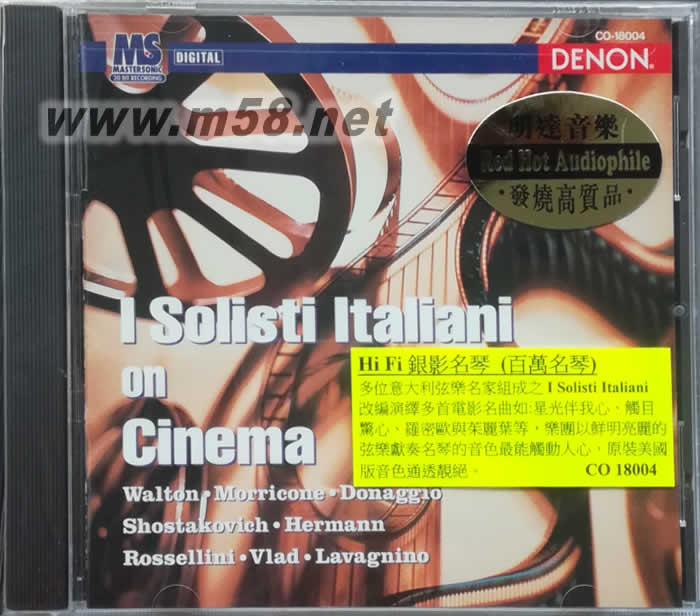 CO-18004
MS
MASTERSONIC
20 BIT RECORDING
DIGITAL
DENON
www.m58.net
明達音樂
Red Hot Audiophile
·發燒高質品·
I Solisti Italiani
on
Cinema
Hi Fi 銀影名琴 (百萬名琴)
多位意大利弦樂名家組成之 I Solisti Italiani
改編演繹多首電影名曲如:星光伴我心、觸目
驚心、羅密歐與茱麗葉等，樂團以鮮明亮麗的
弦樂獻奏名琴的音色最能觸動人心，原裝美國
版音色通透靚絕。 CO 18004
Walton·Morricone·Donaggio
Shostakovich·Hermann
Rossellini·Vlad·Lavagnino